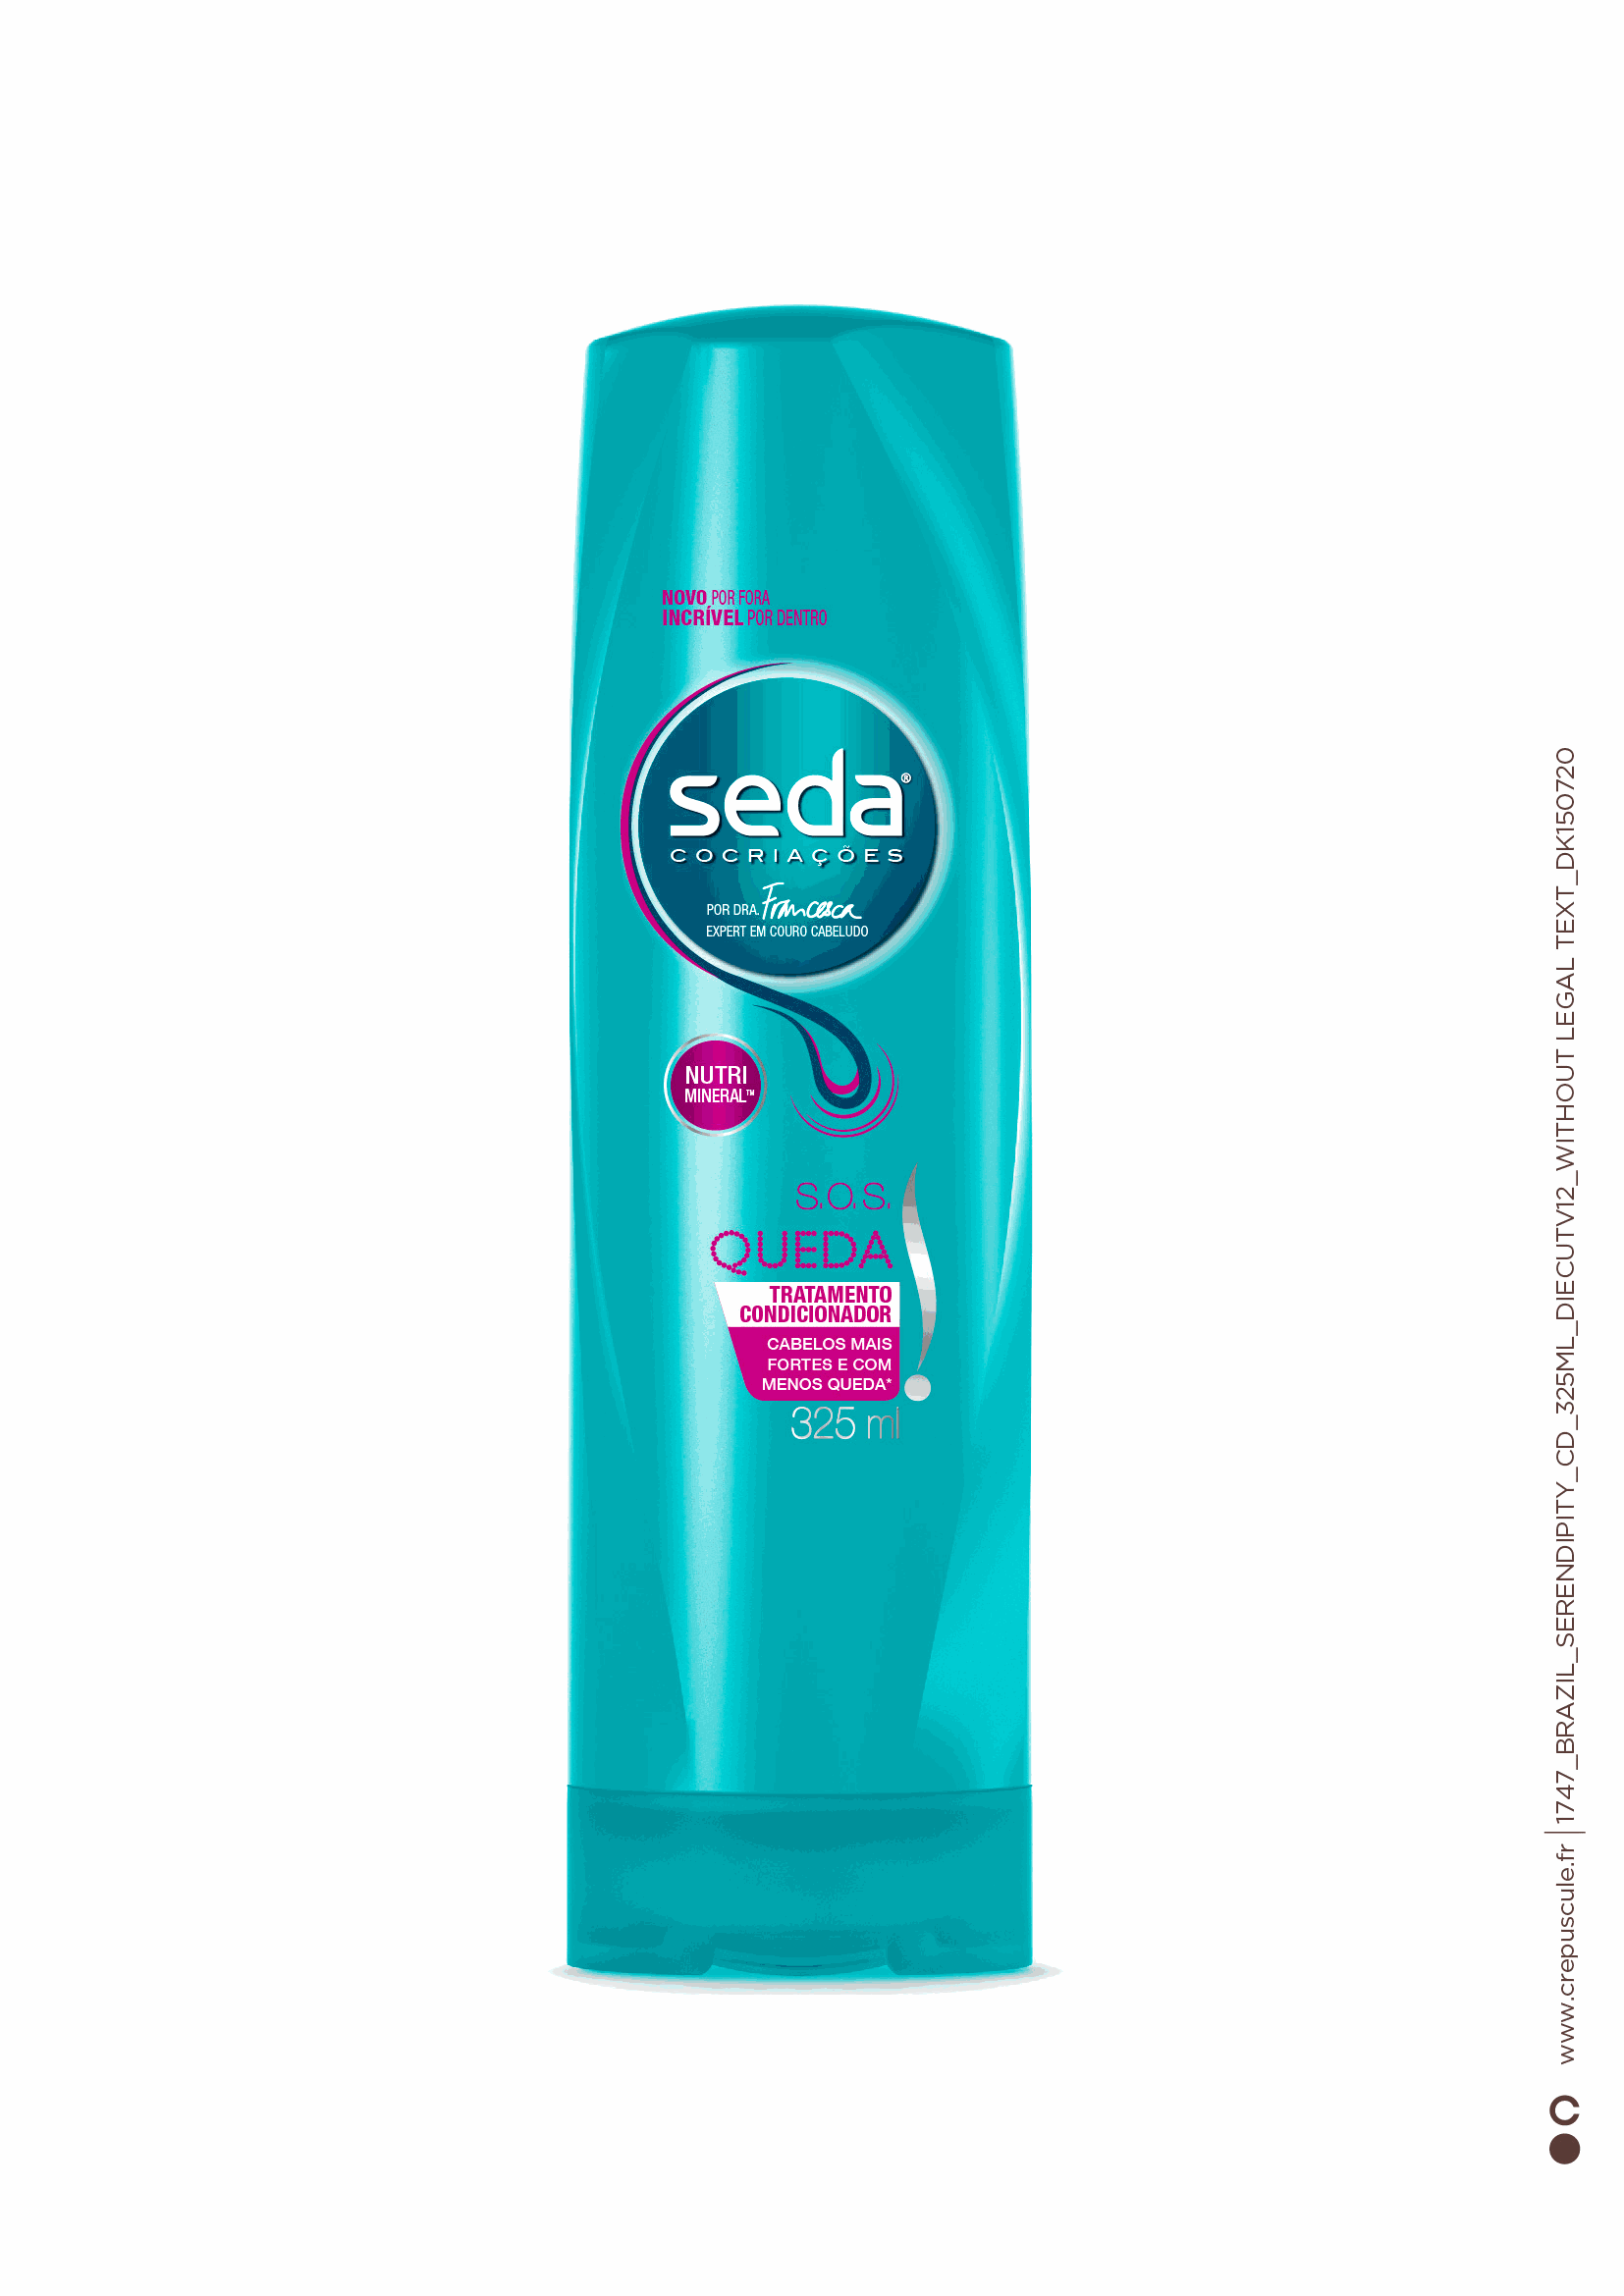 NOVO POR FORA
INCRÍVEL POR DENTRO
seda®
COCRIAÇÕES
POR DRA. Francesca
EXPERT EM COURO CABELUDO
NUTRI
MINERAL™
S.O.S.
QUEDA
TRATAMENTO
CONDICIONADOR
CABELOS MAIS
FORTES E COM
MENOS QUEDA*
325 ml
C www.crepuscule.fr | 1747_BRAZIL_SERENDIPITY_CD_325ML_DIECUTV12_WITHOUT LEGAL TEXT_DK150720